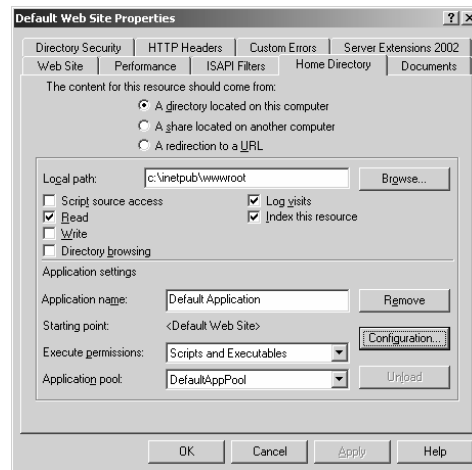 Default Web Site Properties
Directory Security HTTP Headers Custom Errors Server Extensions 2002
Web Site Performance ISAPI Filters Home Directory Documents
The content for this resource should come from:
A directory located on this computer
A share located on another computer
A redirection to a URL
Local path: c:\inetpub\wwwroot Browse...
Script source access Log visits
Read Index this resource
Write
Directory browsing
Application settings
Application name: Default Application Remove
Starting point: <Default Web Site> Configuration...
Execute permissions: Scripts and Executables
Application pool: DefaultAppPool Unload
OK Cancel Apply Help